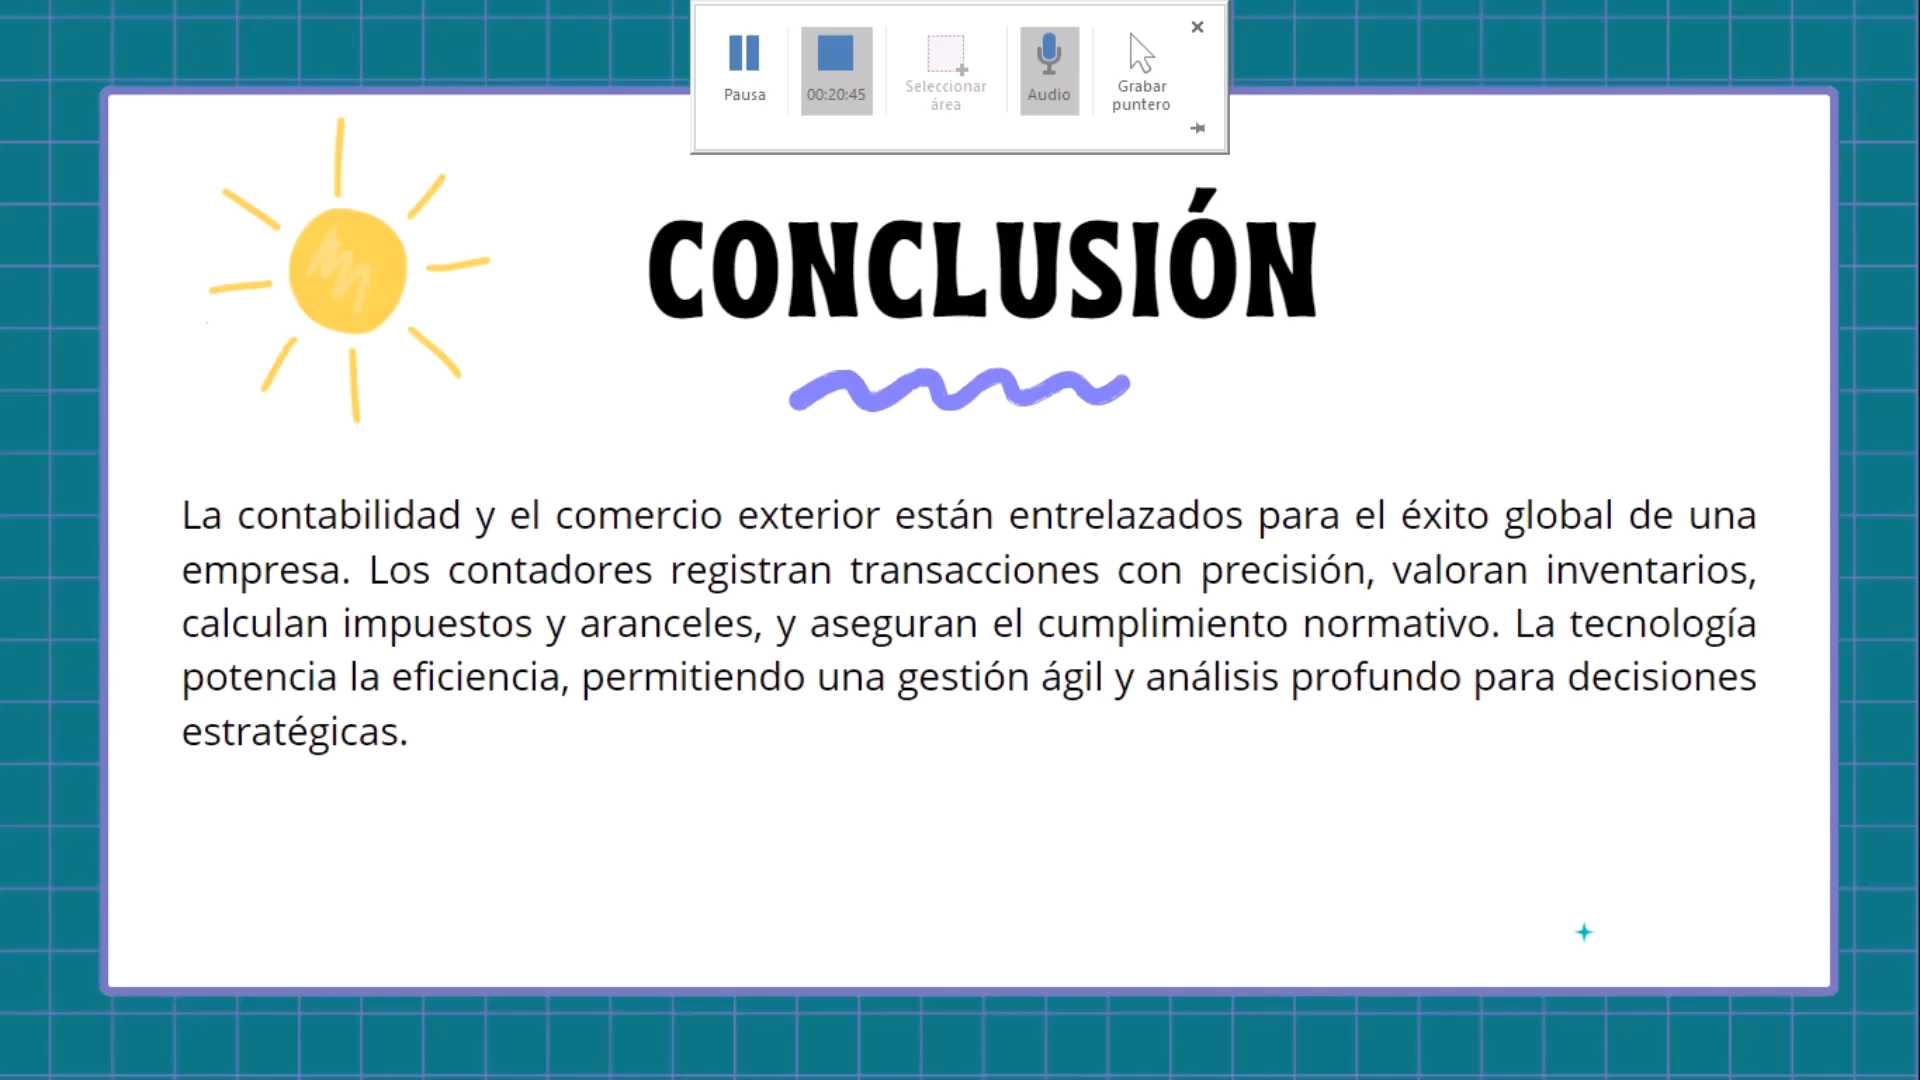 Pausa
00:20:45
Seleccionar
área
Audio
Grabar
puntero
CONCLUSIÓN
La contabilidad y el comercio exterior están entrelazados para el éxito global de una
empresa. Los contadores registran transacciones con precisión, valoran inventarios,
calculan impuestos y aranceles, y aseguran el cumplimiento normativo. La tecnología
potencia la eficiencia, permitiendo una gestión ágil y análisis profundo para decisiones
estratégicas.